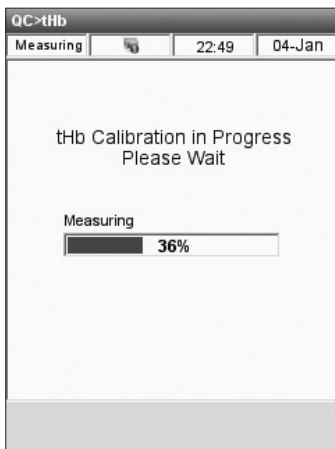 QC>tHb
Measuring 22:49 04-Jan
tHb Calibration in Progress
Please Wait
Measuring
36%